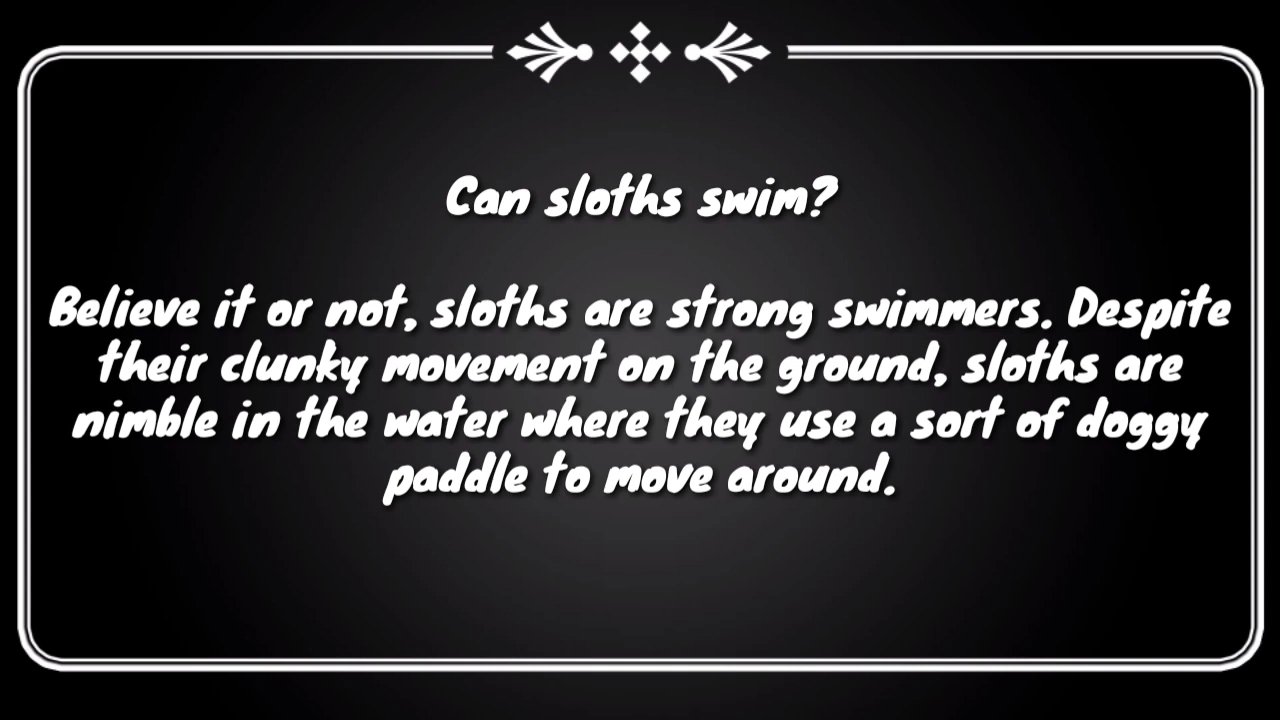 Can sloths swim?
Believe it or not, sloths are strong swimmers. Despite
their clunky movement on the ground, sloths are
nimble in the water where they use a sort of doggy
paddle to move around.